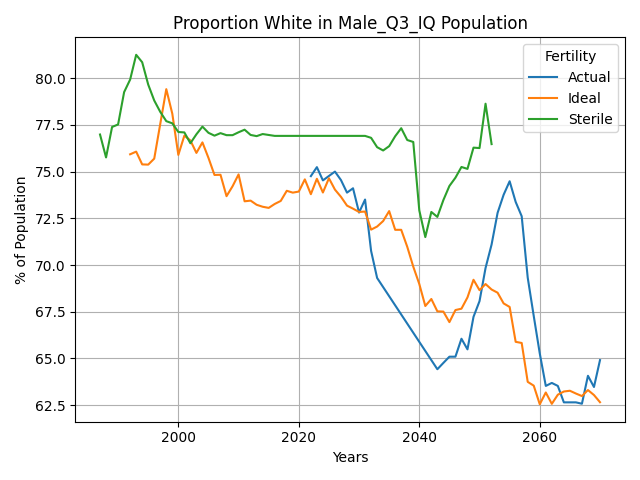 Proportion White in Male_Q3_IQ Population
Fertility
Actual
Ideal
Sterile
% of Population
80.0
77.5
75.0
72.5
70.0
67.5
65.0
62.5
2000
2020
2040
2060
Years